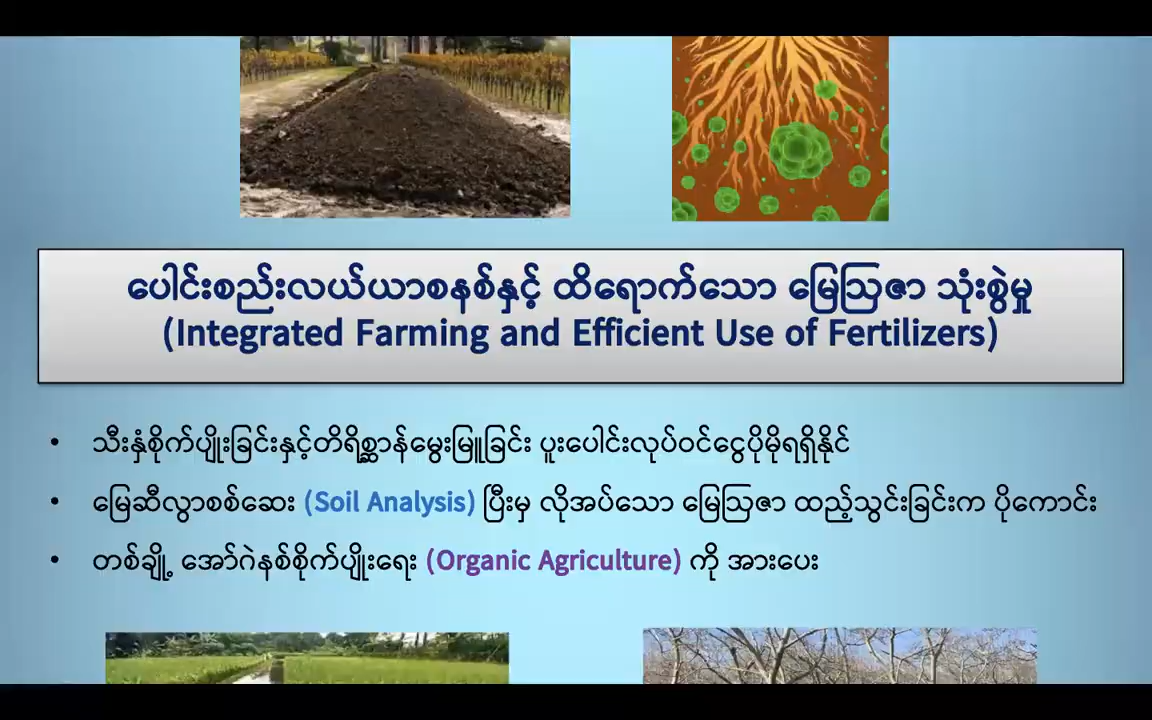 ပေါင်းစည်းလယ်ယာစနစ်နှင့် ထိရောက်သော မြေဩဇာ သုံးစွဲမှု
(Integrated Farming and Efficient Use of Fertilizers)
• သီးနှံစိုက်ပျိုးခြင်းနှင့်တိရိစ္ဆာန်မွေးမြူခြင်း ပူးပေါင်းလုပ်ဝင်ငွေပိုမိုရရှိနိုင်
• မြေဆီလွှာစစ်ဆေး (Soil Analysis) ပြီးမှ လိုအပ်သော မြေဩဇာ ထည့်သွင်းခြင်းက ပိုကောင်း
• တစ်ချို့ အော်ဂဲနစ်စိုက်ပျိုးရေး (Organic Agriculture) ကို အားပေး